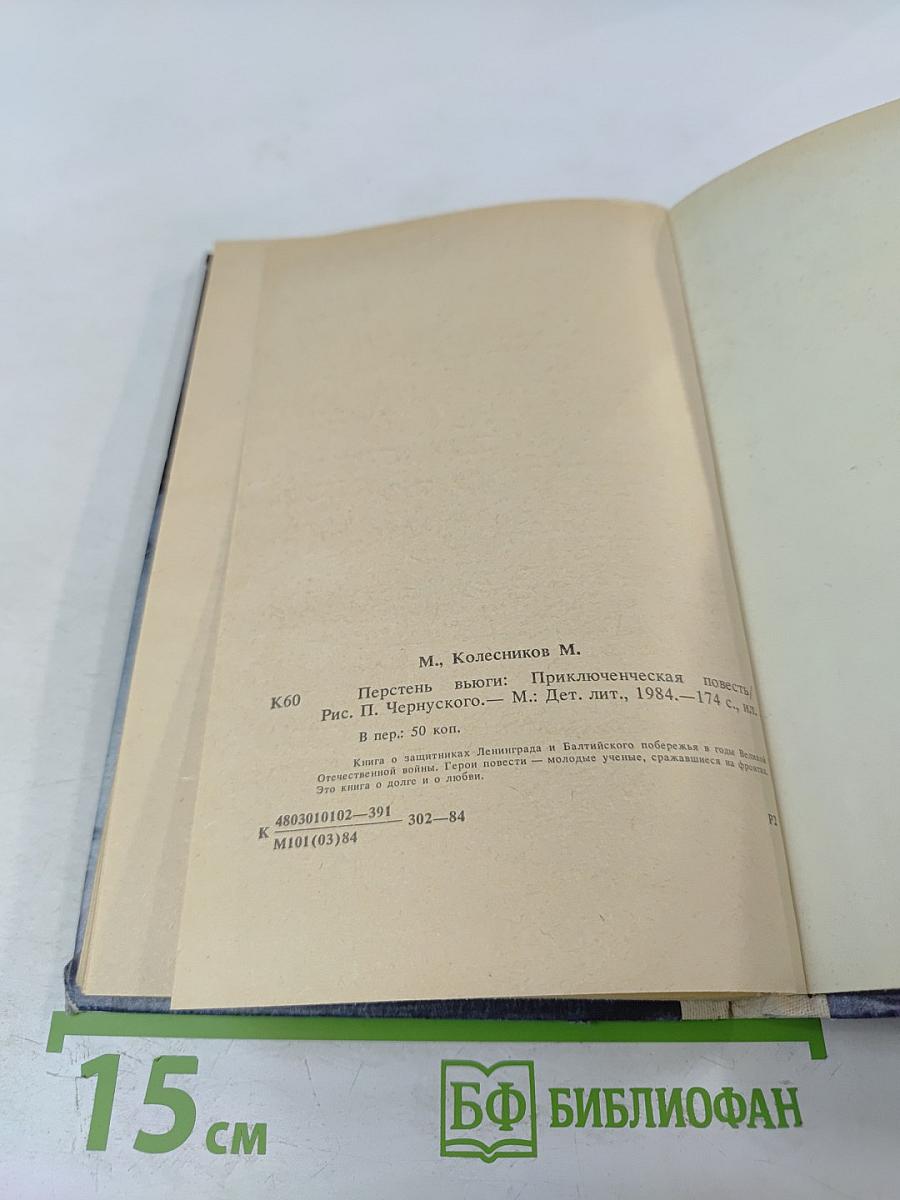 М., Колесников М.
К60 Перстень вьюги: Приключенческая повесть/
Рис. П. Чернуского.— М.: Дет. лит., 1984.—174 с., ил.
В пер.: 50 коп.
Книга о защитниках Ленинграда и Балтийского побережья в годы Великой
Отечественной войны. Герои повести — молодые ученые, сражавшиеся на фронтах.
Это книга о долге и о любви.
К 4803010102—391
М101(03)84
302—84
Р2
15 см
БФ БИБЛИОФАН